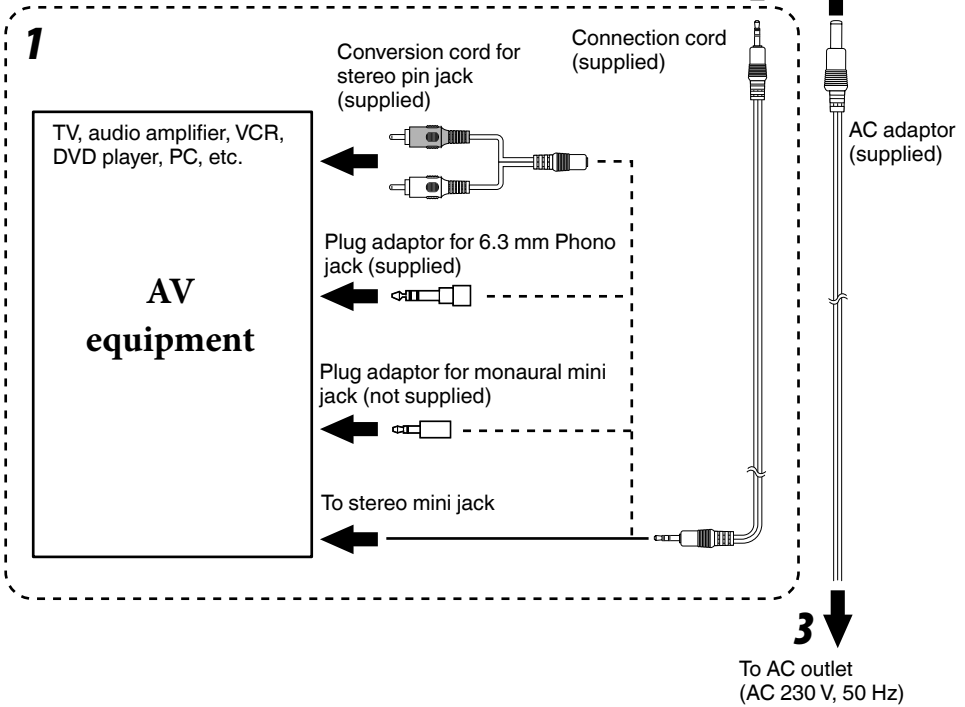 1
Conversion cord for
stereo pin jack
(supplied)
Connection cord
(supplied)
TV, audio amplifier, VCR,
DVD player, PC, etc.
AC adaptor
(supplied)
Plug adaptor for 6.3 mm Phono
jack (supplied)
AV
equipment
Plug adaptor for monaural mini
jack (not supplied)
To stereo mini jack
3
To AC outlet
(AC 230 V, 50 Hz)